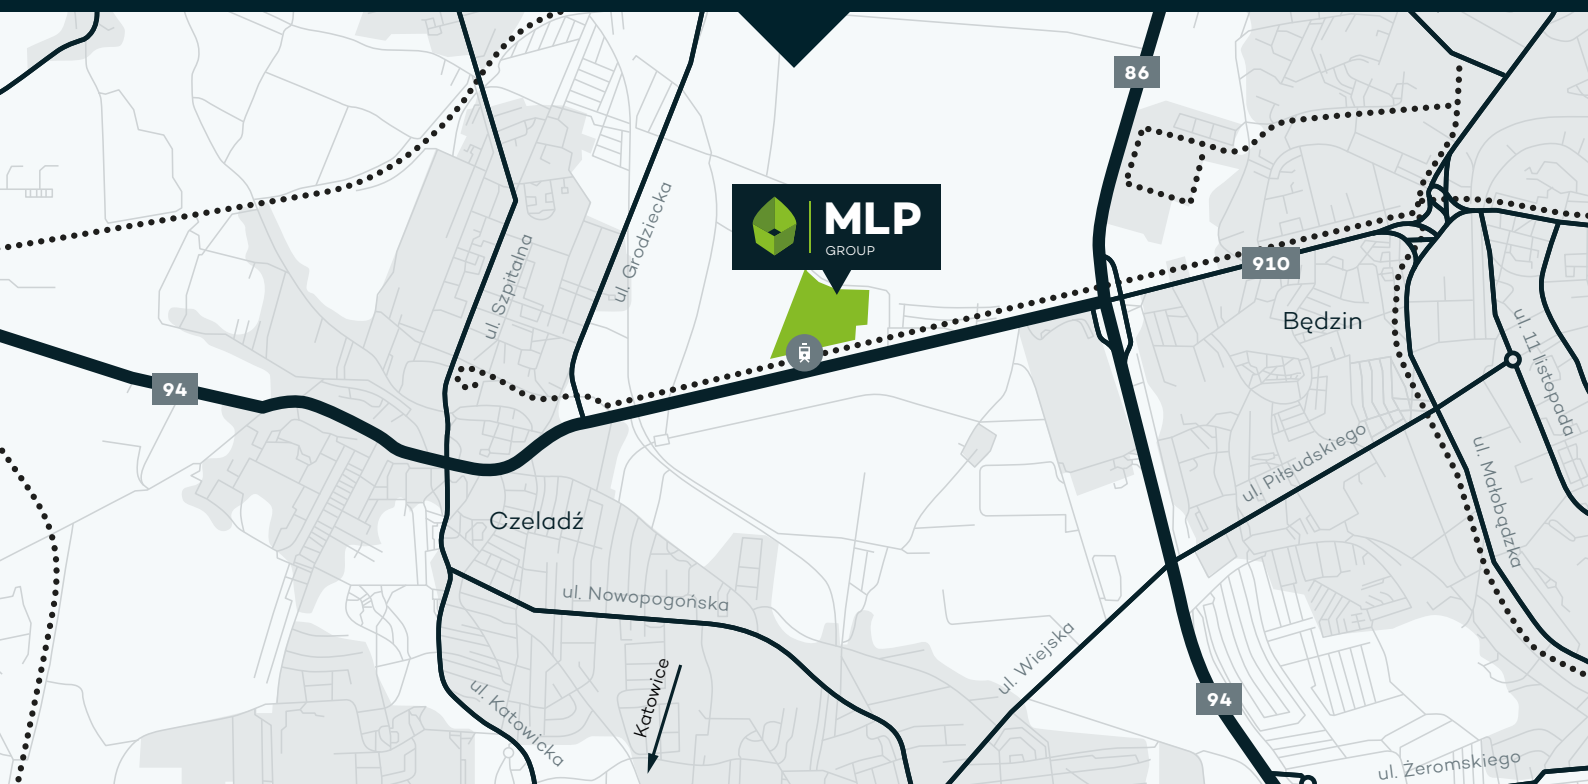 86
MLP
GROUP
ul. Grodziecka
ul. Szpitalna
910
Będzin
ul. 11 listopada
94
ul. Piłsudskiego
ul. Małobądzka
Czeladź
ul. Nowopogońska
ul. Wiejska
Katowice
ul. Katowicka
94
ul. Żeromskiego